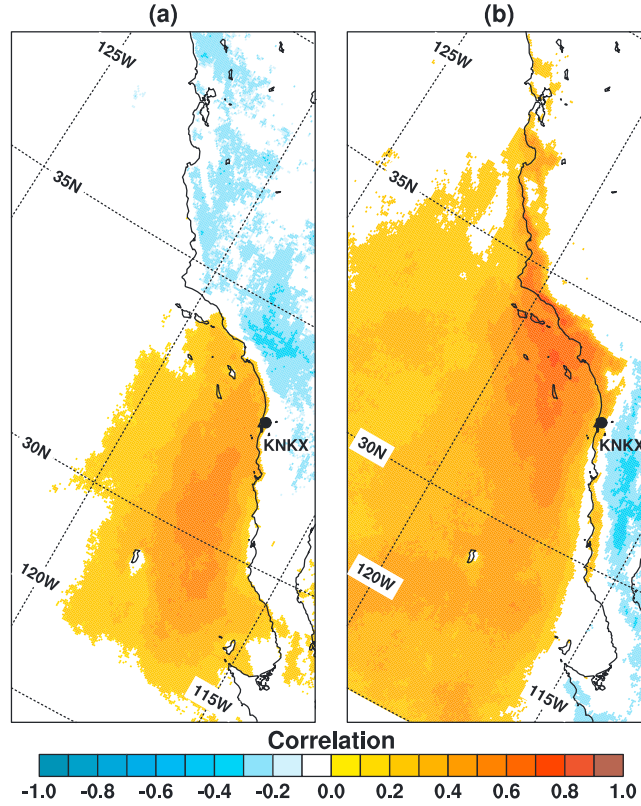 (a) (b)
125W 125W
35N 35N
KNKX KNKX
30N 30N
120W 120W
115W 115W
Correlation
-1.0 -0.8 -0.6 -0.4 -0.2 0.0 0.2 0.4 0.6 0.8 1.0